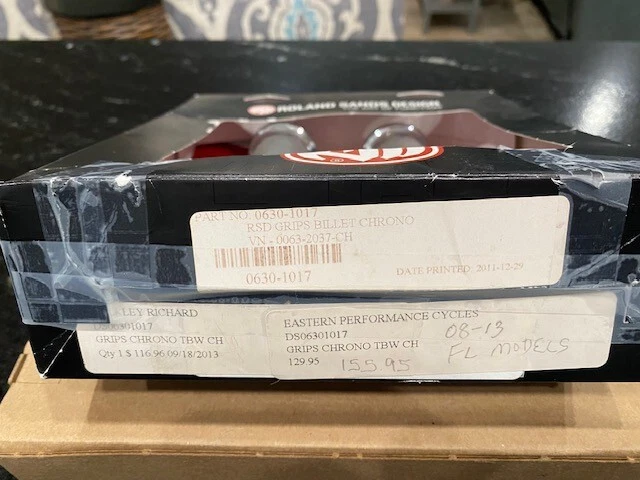 ROLAND SANDS DESIGN
PART NO: 0630-1017
RSD GRIPS BILLET CHRONO
VN - 0063-2037-CH
0630-1017
DATE PRINTED: 2011-12-29
LEY RICHARD
6301017
GRIPS CHRONO TBW CH
Qty 1 $ 116.96 09/18/2013
EASTERN PERFORMANCE CYCLES
DS06301017
GRIPS CHRONO TBW CH
129.95 155 95
08-13
FL MODELS